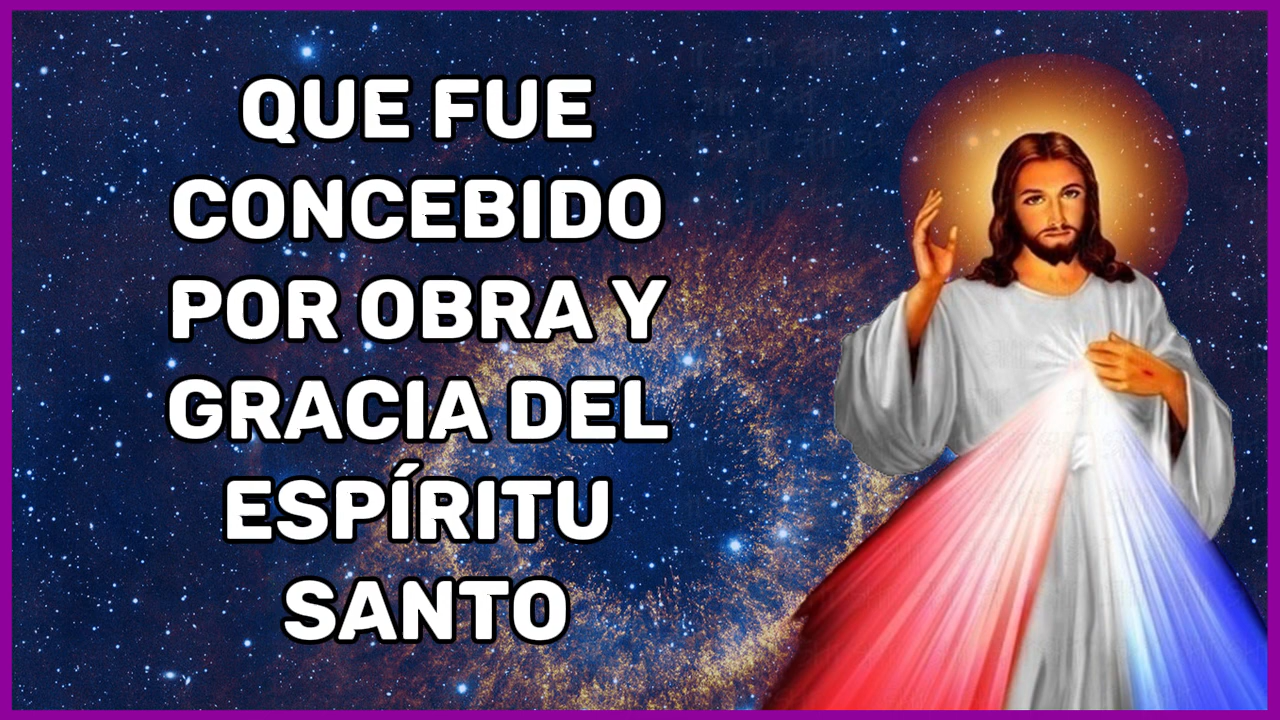 QUE FUE
CONCEBIDO
POR OBRA Y
GRACIA DEL
ESPÍRITU
SANTO